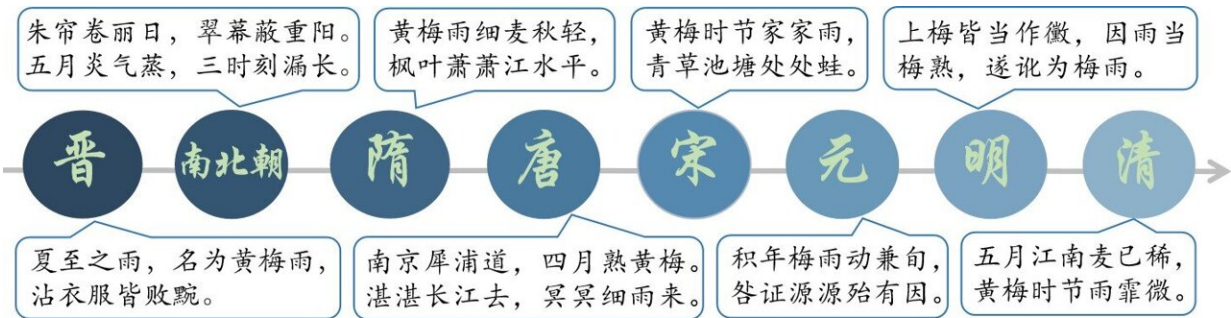 朱帘卷丽日，翠幕蔽重阳。
五月炎气蒸，三时刻漏长。
黄梅雨细麦秋轻，
枫叶萧萧江水平。
黄梅时节家家雨，
青草池塘处处蛙。
上梅皆当作黴，因雨当
梅熟，遂讹为梅雨。
晋
南北朝
隋
唐
宋
元
明
清
夏至之雨，名为黄梅雨，
沾衣服皆败黦。
南京犀浦道，四月熟黄梅。
湛湛长江去，冥冥细雨来。
积年梅雨动兼旬，
咎证源源殆有因。
五月江南麦已稀，
黄梅时节雨霏微。